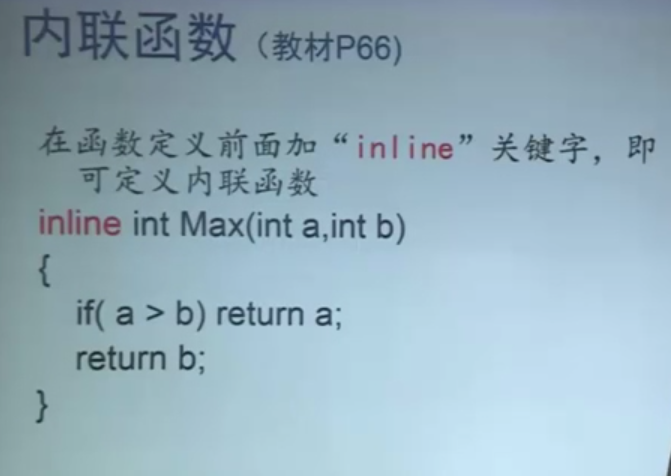 内联函数（教材P66)
在函数定义前面加“inline”关键字，即
可定义内联函数
inline int Max(int a,int b)
{
if( a > b) return a;
return b;
}